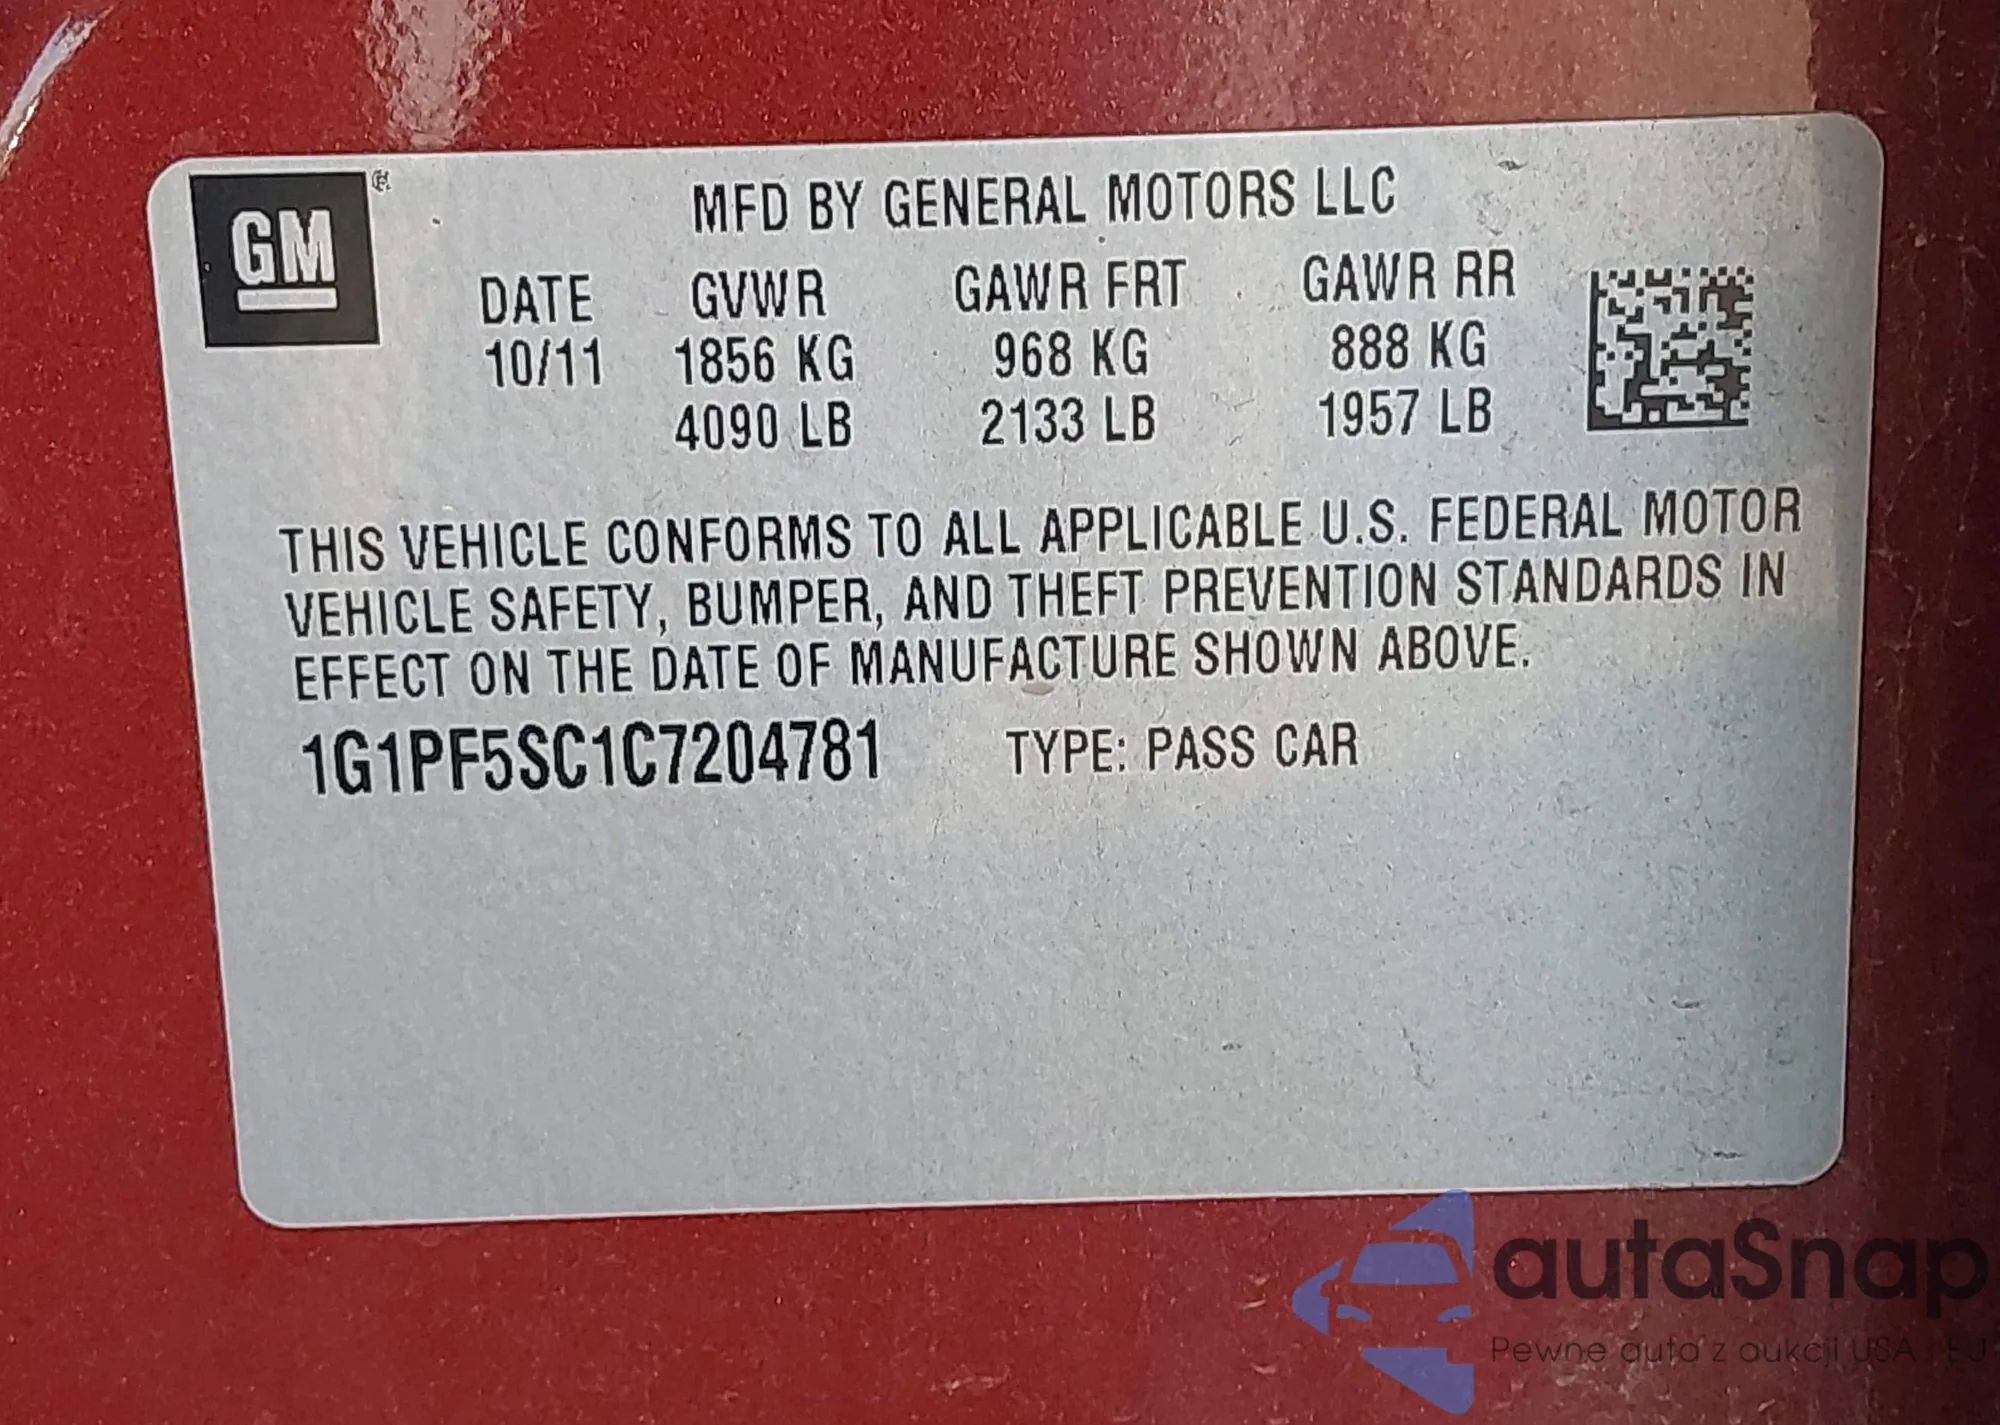 GM
MFD BY GENERAL MOTORS LLC
DATE GVWR GAWR FRT GAWR RR
10/11 1856 KG 968 KG 888 KG
4090 LB 2133 LB 1957 LB
THIS VEHICLE CONFORMS TO ALL APPLICABLE U.S. FEDERAL MOTOR
VEHICLE SAFETY, BUMPER, AND THEFT PREVENTION STANDARDS IN
EFFECT ON THE DATE OF MANUFACTURE SHOWN ABOVE.
1G1PF5SC1C7204781 TYPE: PASS CAR
autaSnap
Pewne auta z aukcji USA i EU